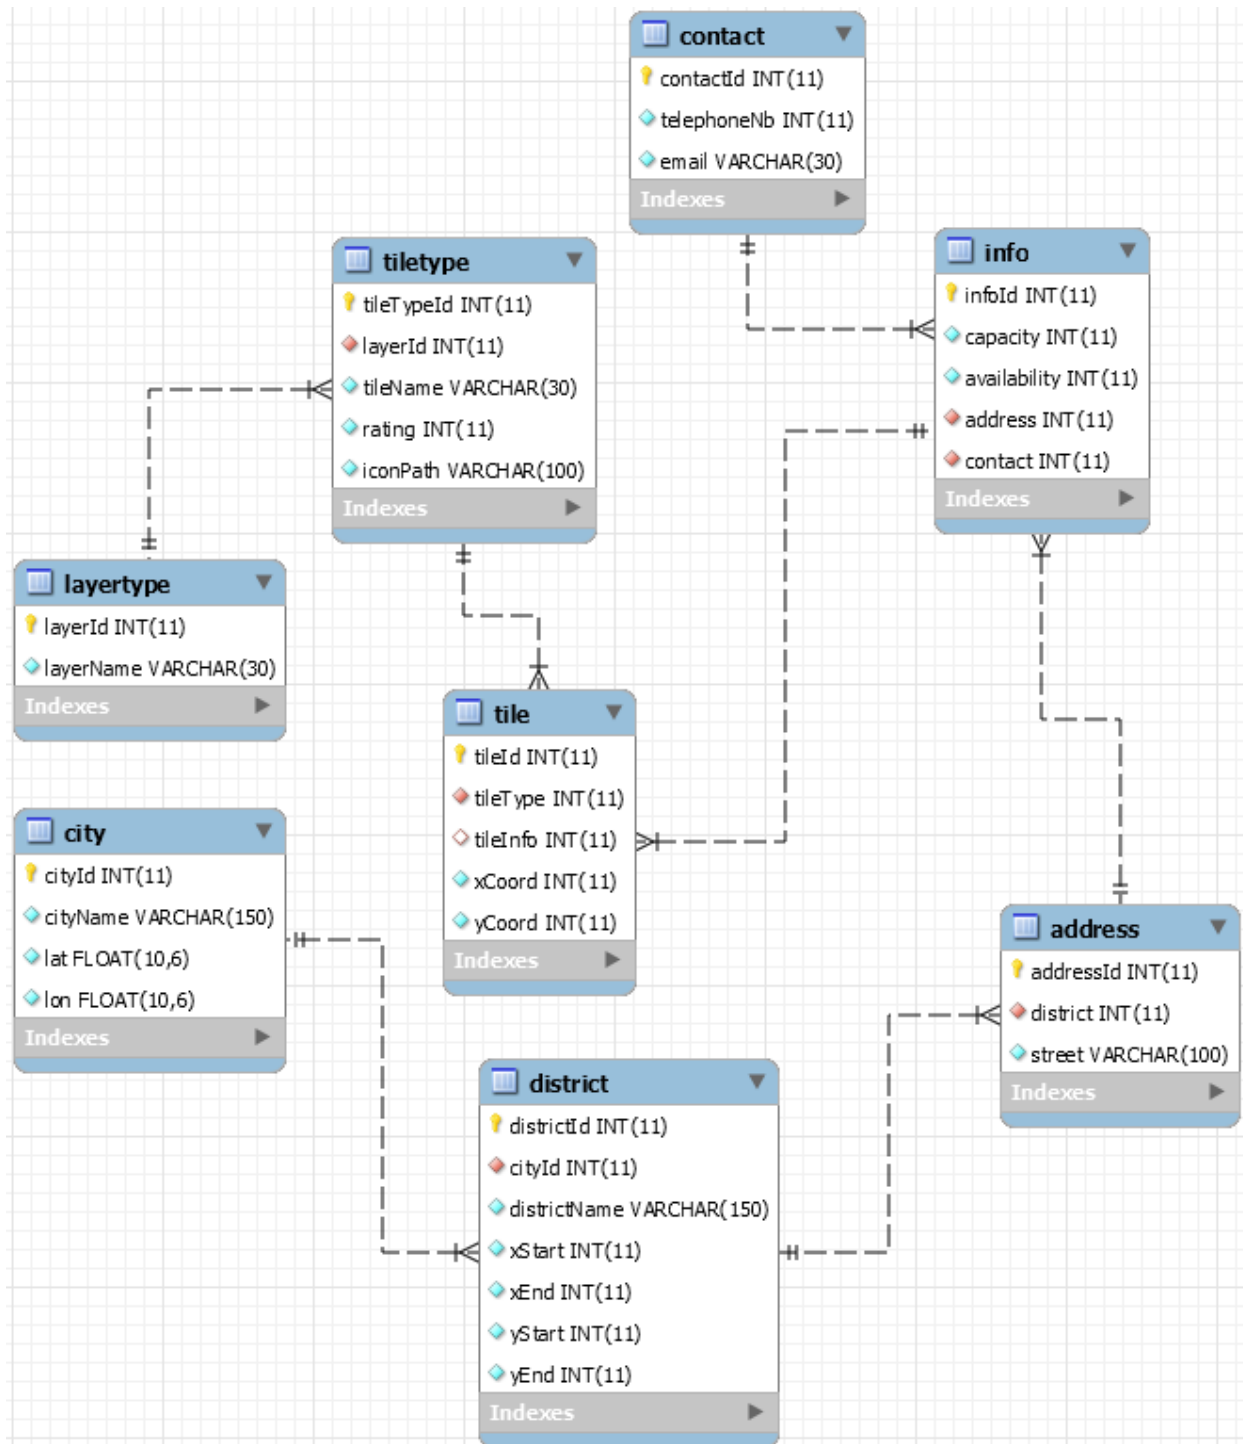 contact
contactId INT(11)
telephoneNb INT(11)
email VARCHAR(30)
Indexes
tiletype
tileTypeId INT(11)
layerId INT(11)
tileName VARCHAR(30)
rating INT(11)
iconPath VARCHAR(100)
Indexes
info
infoId INT(11)
capacity INT(11)
availability INT(11)
address INT(11)
contact INT(11)
Indexes
layertype
layerId INT(11)
layerName VARCHAR(30)
Indexes
tile
tileId INT(11)
tileType INT(11)
tileInfo INT(11)
xCoord INT(11)
yCoord INT(11)
Indexes
city
cityId INT(11)
cityName VARCHAR(150)
lat FLOAT(10,6)
lon FLOAT(10,6)
Indexes
address
addressId INT(11)
district INT(11)
street VARCHAR(100)
Indexes
district
districtId INT(11)
cityId INT(11)
districtName VARCHAR(150)
xStart INT(11)
xEnd INT(11)
yStart INT(11)
yEnd INT(11)
Indexes